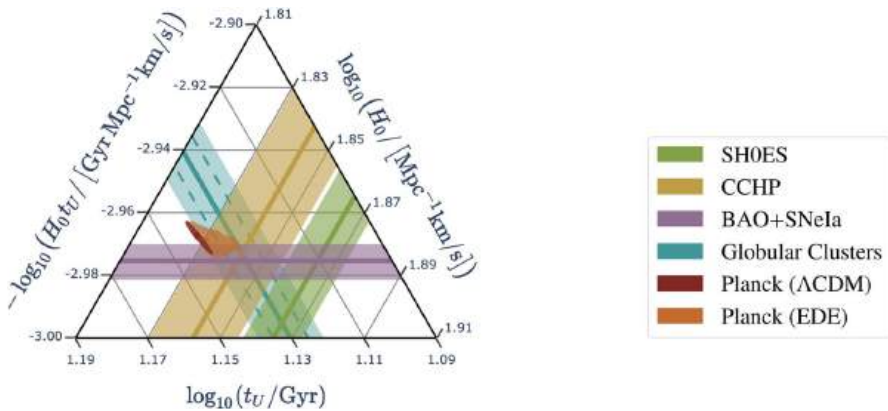 -2.90
1.81
-2.92
1.83
-2.94
1.85
-2.96
1.87
-2.98
1.89
-3.00
1.91
1.19
1.17
1.15
1.13
1.11
1.09
− log₁₀(H₀t_U/[Gyr Mpc⁻¹km/s])
log₁₀(H₀/[Mpc⁻¹km/s])
log₁₀(t_U/Gyr)
SH0ES
CCHP
BAO+SNeIa
Globular Clusters
Planck (ΛCDM)
Planck (EDE)